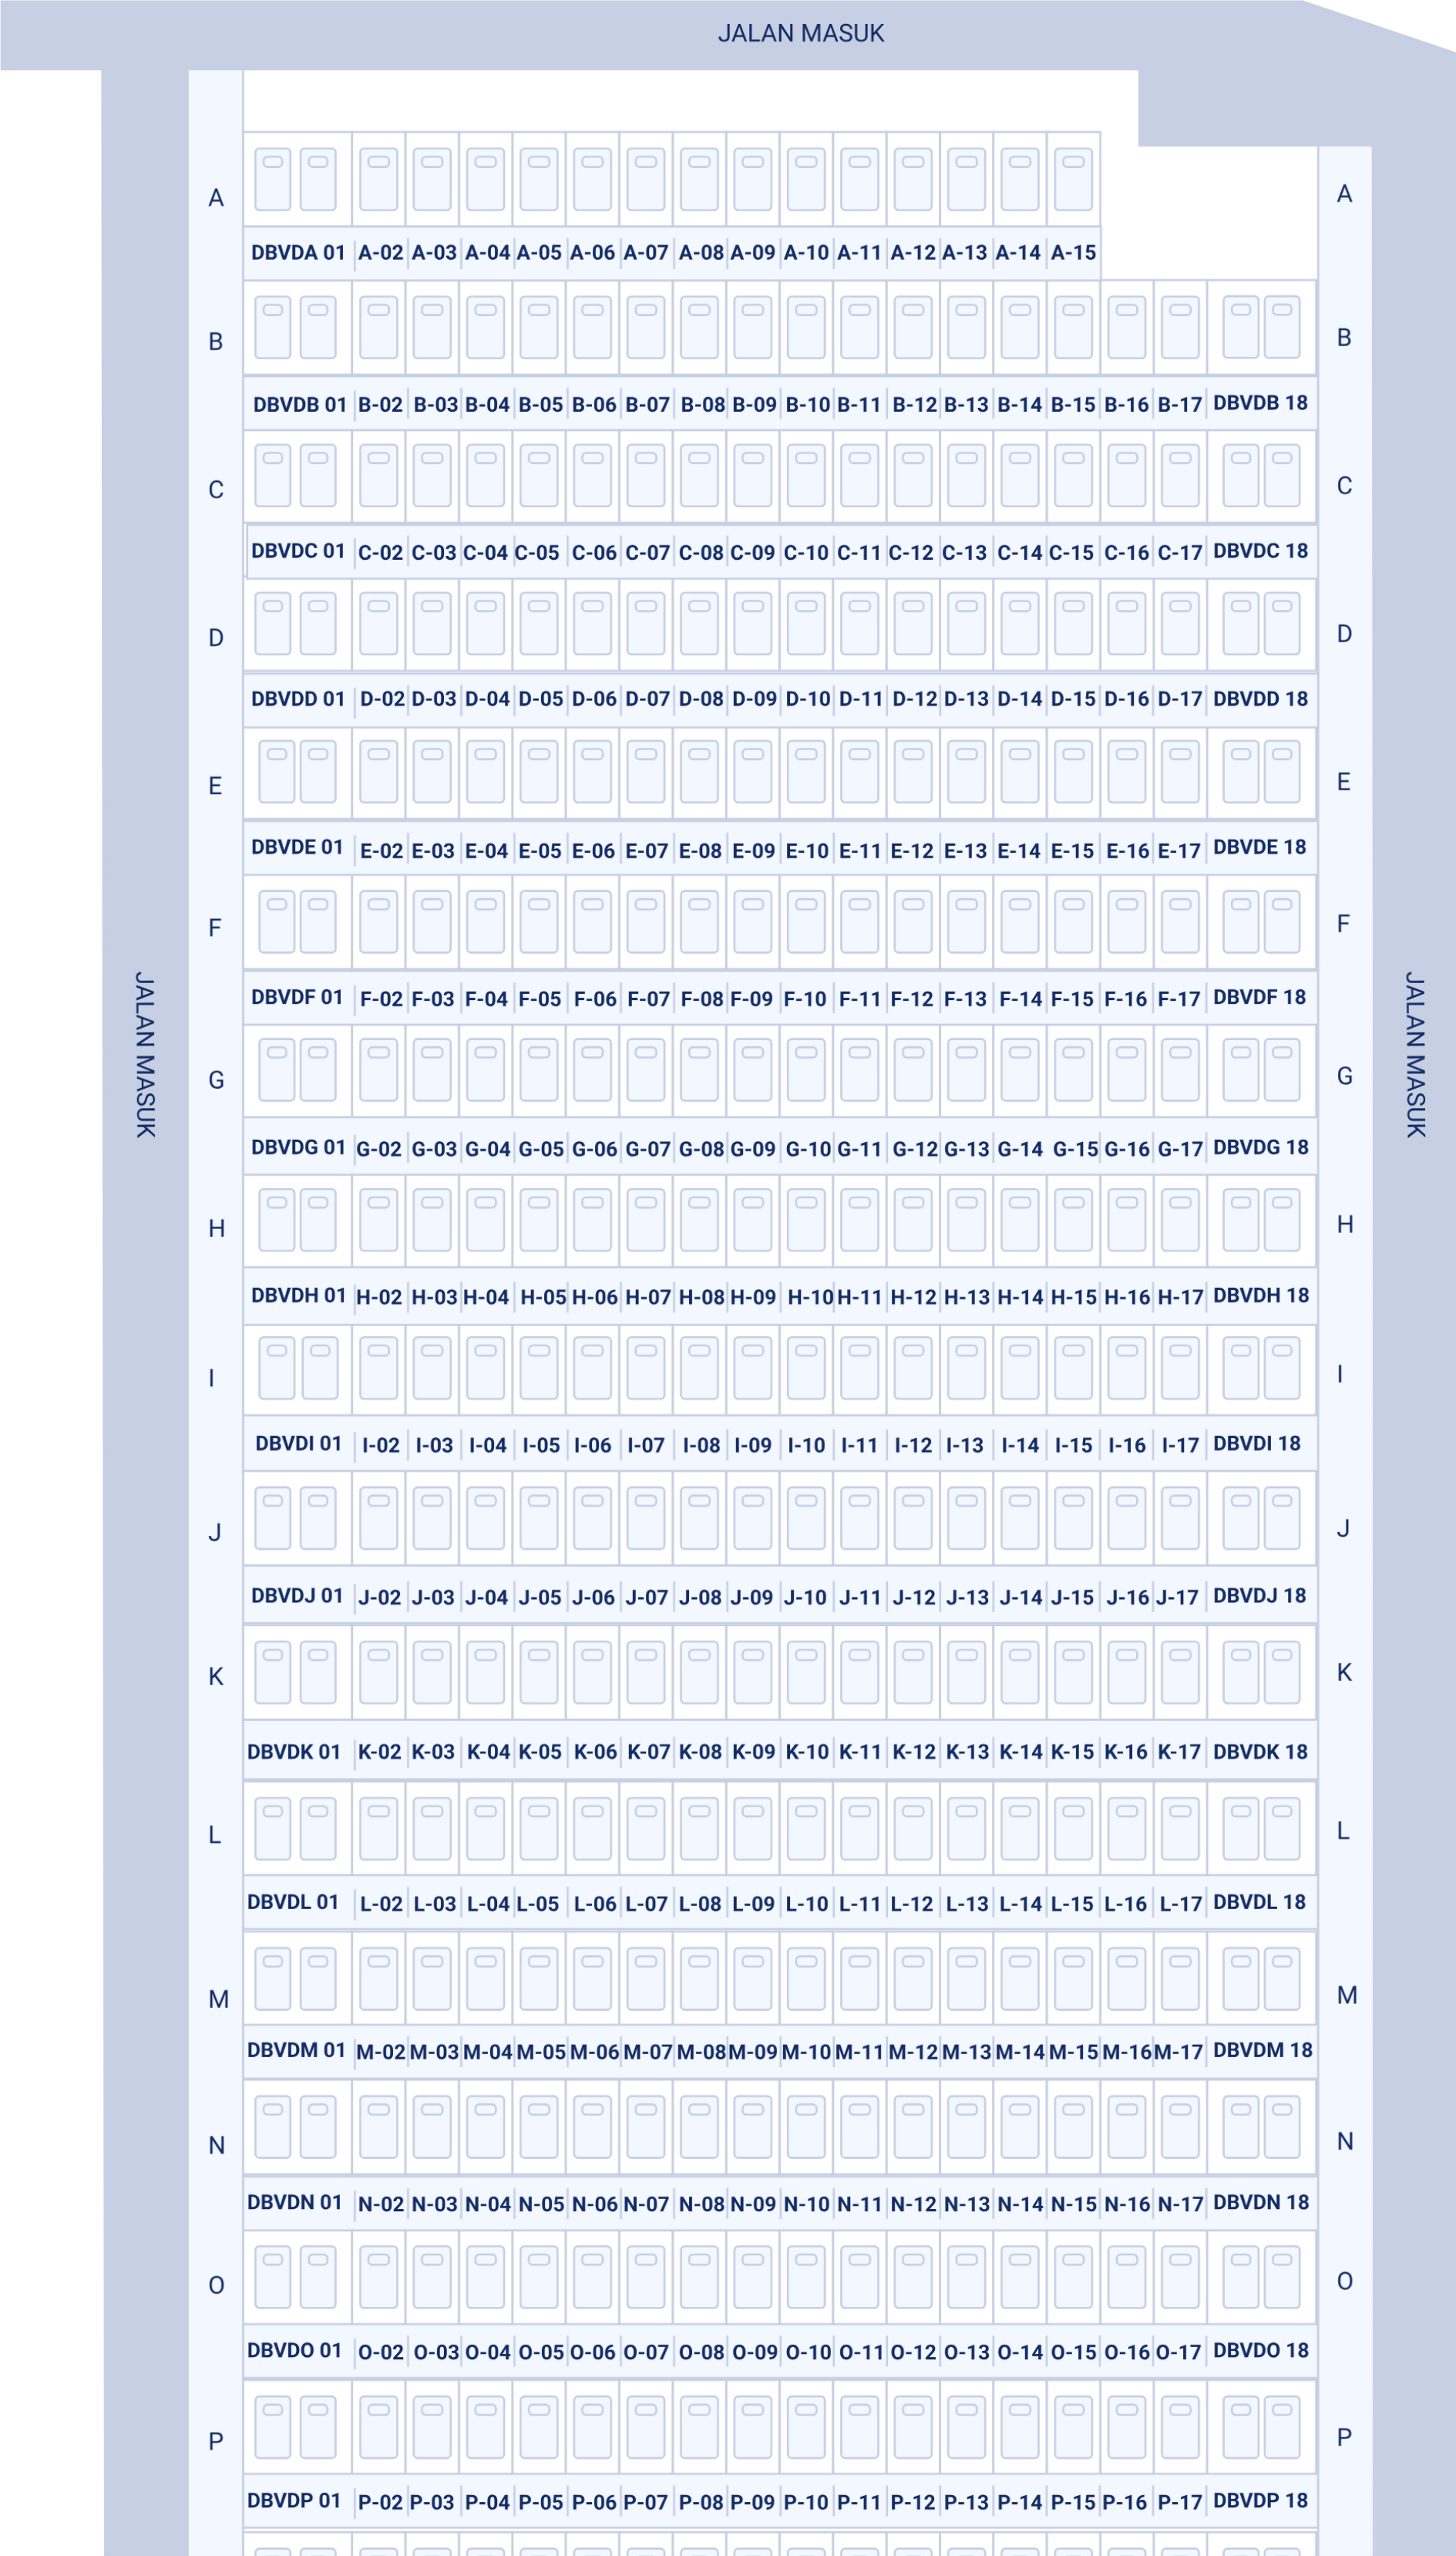 JALAN MASUK
A A
DBVDA 01 A-02 A-03 A-04 A-05 A-06 A-07 A-08 A-09 A-10 A-11 A-12 A-13 A-14 A-15
B B
DBVDB 01 B-02 B-03 B-04 B-05 B-06 B-07 B-08 B-09 B-10 B-11 B-12 B-13 B-14 B-15 B-16 B-17 DBVDB 18
C C
DBVDC 01 C-02 C-03 C-04 C-05 C-06 C-07 C-08 C-09 C-10 C-11 C-12 C-13 C-14 C-15 C-16 C-17 DBVDC 18
D D
DBVDD 01 D-02 D-03 D-04 D-05 D-06 D-07 D-08 D-09 D-10 D-11 D-12 D-13 D-14 D-15 D-16 D-17 DBVDD 18
E E
DBVDE 01 E-02 E-03 E-04 E-05 E-06 E-07 E-08 E-09 E-10 E-11 E-12 E-13 E-14 E-15 E-16 E-17 DBVDE 18
F F
DBVDF 01 F-02 F-03 F-04 F-05 F-06 F-07 F-08 F-09 F-10 F-11 F-12 F-13 F-14 F-15 F-16 F-17 DBVDF 18
JALAN MASUK
JALAN MASUK
G G
DBVDG 01 G-02 G-03 G-04 G-05 G-06 G-07 G-08 G-09 G-10 G-11 G-12 G-13 G-14 G-15 G-16 G-17 DBVDG 18
H H
DBVDH 01 H-02 H-03 H-04 H-05 H-06 H-07 H-08 H-09 H-10 H-11 H-12 H-13 H-14 H-15 H-16 H-17 DBVDH 18
I I
DBVDI 01 I-02 I-03 I-04 I-05 I-06 I-07 I-08 I-09 I-10 I-11 I-12 I-13 I-14 I-15 I-16 I-17 DBVDI 18
J J
DBVDJ 01 J-02 J-03 J-04 J-05 J-06 J-07 J-08 J-09 J-10 J-11 J-12 J-13 J-14 J-15 J-16 J-17 DBVDJ 18
K K
DBVDK 01 K-02 K-03 K-04 K-05 K-06 K-07 K-08 K-09 K-10 K-11 K-12 K-13 K-14 K-15 K-16 K-17 DBVDK 18
L L
DBVDL 01 L-02 L-03 L-04 L-05 L-06 L-07 L-08 L-09 L-10 L-11 L-12 L-13 L-14 L-15 L-16 L-17 DBVDL 18
M M
DBVDM 01 M-02 M-03 M-04 M-05 M-06 M-07 M-08 M-09 M-10 M-11 M-12 M-13 M-14 M-15 M-16 M-17 DBVDM 18
N N
DBVDN 01 N-02 N-03 N-04 N-05 N-06 N-07 N-08 N-09 N-10 N-11 N-12 N-13 N-14 N-15 N-16 N-17 DBVDN 18
O O
DBVDO 01 O-02 O-03 O-04 O-05 O-06 O-07 O-08 O-09 O-10 O-11 O-12 O-13 O-14 O-15 O-16 O-17 DBVDO 18
P P
DBVDP 01 P-02 P-03 P-04 P-05 P-06 P-07 P-08 P-09 P-10 P-11 P-12 P-13 P-14 P-15 P-16 P-17 DBVDP 18